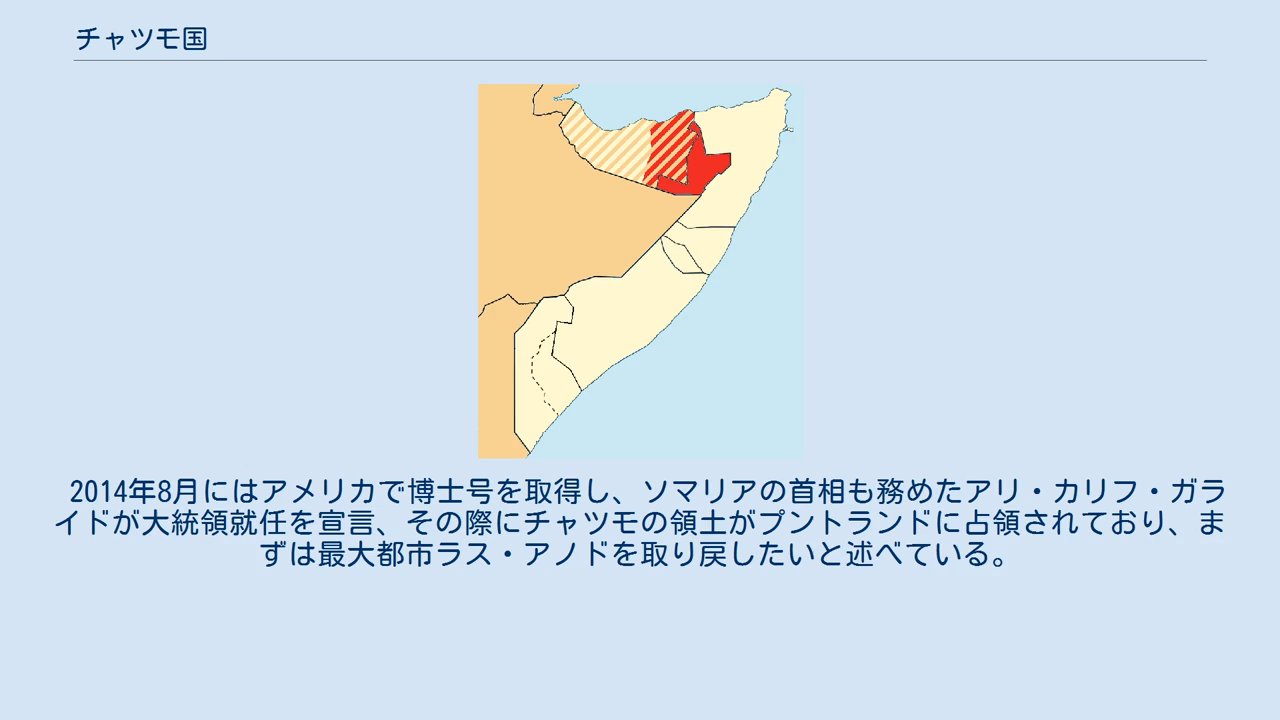 チャツモ国
2014年8月にはアメリカで博士号を取得し、ソマリアの首相も務めたアリ・カリフ・ガラ
イドが大統領就任を宣言、その際にチャツモの領土がプントランドに占領されており、ま
ずは最大都市ラス・アノドを取り戻したいと述べている。